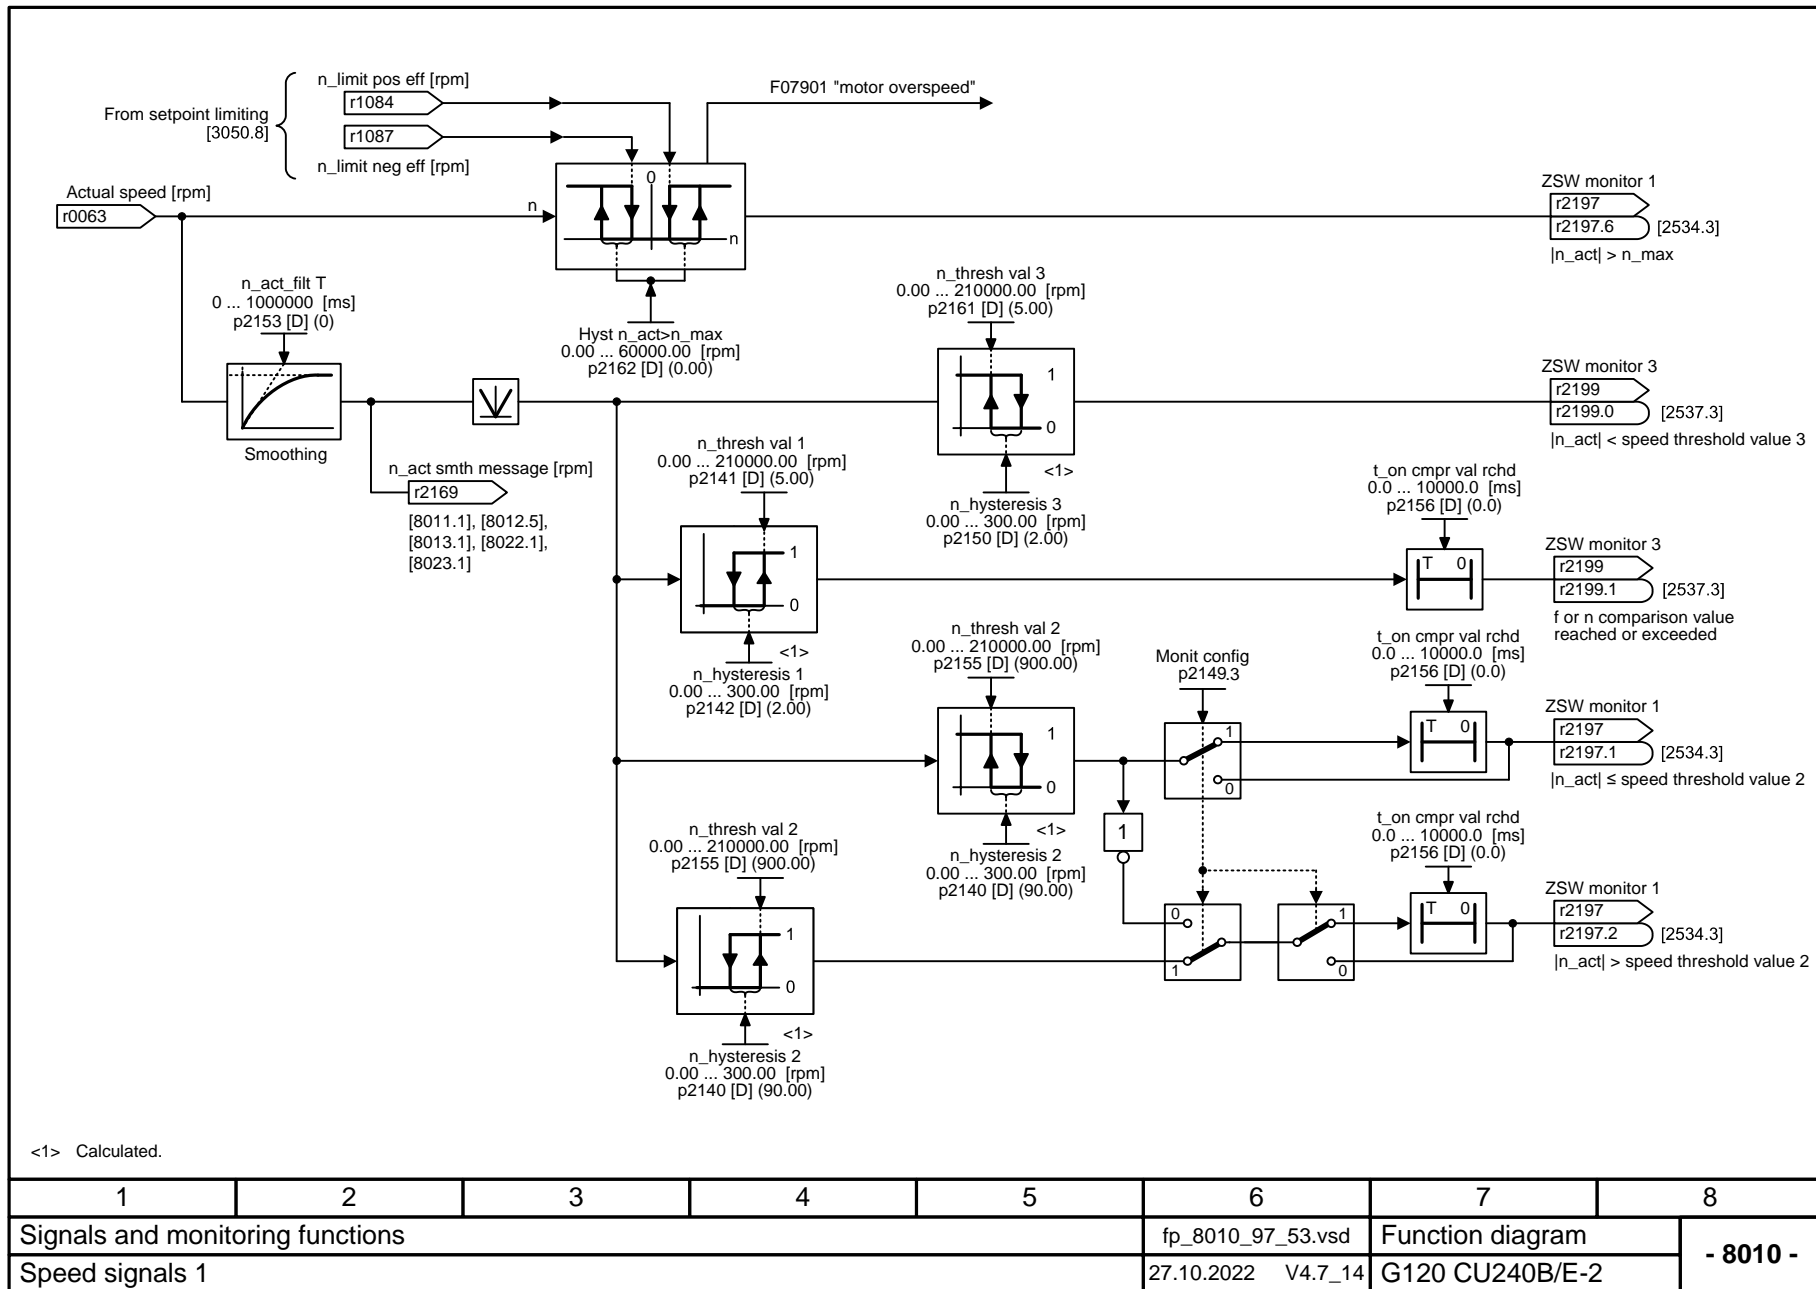 n_limit pos eff [rpm]
r1084
From setpoint limiting
[3050.8]
r1087
n_limit neg eff [rpm]
F07901 "motor overspeed"
Actual speed [rpm]
r0063
n
0
n
ZSW monitor 1
r2197
r2197.6
[2534.3]
|n_act| > n_max
Hyst n_act>n_max
0.00 ... 60000.00 [rpm]
p2162 [D] (0.00)
n_act_filt T
0 ... 1000000 [ms]
p2153 [D] (0)
Smoothing
n_act smth message [rpm]
r2169
[8011.1], [8012.5],
[8013.1], [8022.1],
[8023.1]
n_thresh val 3
0.00 ... 210000.00 [rpm]
p2161 [D] (5.00)
1
0
<1>
n_hysteresis 3
0.00 ... 300.00 [rpm]
p2150 [D] (2.00)
ZSW monitor 3
r2199
r2199.0
[2537.3]
|n_act| < speed threshold value 3
n_thresh val 1
0.00 ... 210000.00 [rpm]
p2141 [D] (5.00)
1
0
<1>
n_hysteresis 1
0.00 ... 300.00 [rpm]
p2142 [D] (2.00)
t_on cmpr val rchd
0.0 ... 10000.0 [ms]
p2156 [D] (0.0)
T 0
ZSW monitor 3
r2199
r2199.1
[2537.3]
f or n comparison value
reached or exceeded
n_thresh val 2
0.00 ... 210000.00 [rpm]
p2155 [D] (900.00)
1
0
<1>
n_hysteresis 2
0.00 ... 300.00 [rpm]
p2140 [D] (90.00)
Monit config
p2149.3
1
0
t_on cmpr val rchd
0.0 ... 10000.0 [ms]
p2156 [D] (0.0)
T 0
ZSW monitor 1
r2197
r2197.1
[2534.3]
|n_act| ≤ speed threshold value 2
1
n_thresh val 2
0.00 ... 210000.00 [rpm]
p2155 [D] (900.00)
1
0
<1>
n_hysteresis 2
0.00 ... 300.00 [rpm]
p2140 [D] (90.00)
0
1
1
0
t_on cmpr val rchd
0.0 ... 10000.0 [ms]
p2156 [D] (0.0)
T 0
ZSW monitor 1
r2197
r2197.2
[2534.3]
|n_act| > speed threshold value 2
<1> Calculated.
1 2 3 4 5 6 7 8
Signals and monitoring functions
fp_8010_97_53.vsd
Function diagram
- 8010 -
Speed signals 1
27.10.2022 V4.7_14
G120 CU240B/E-2